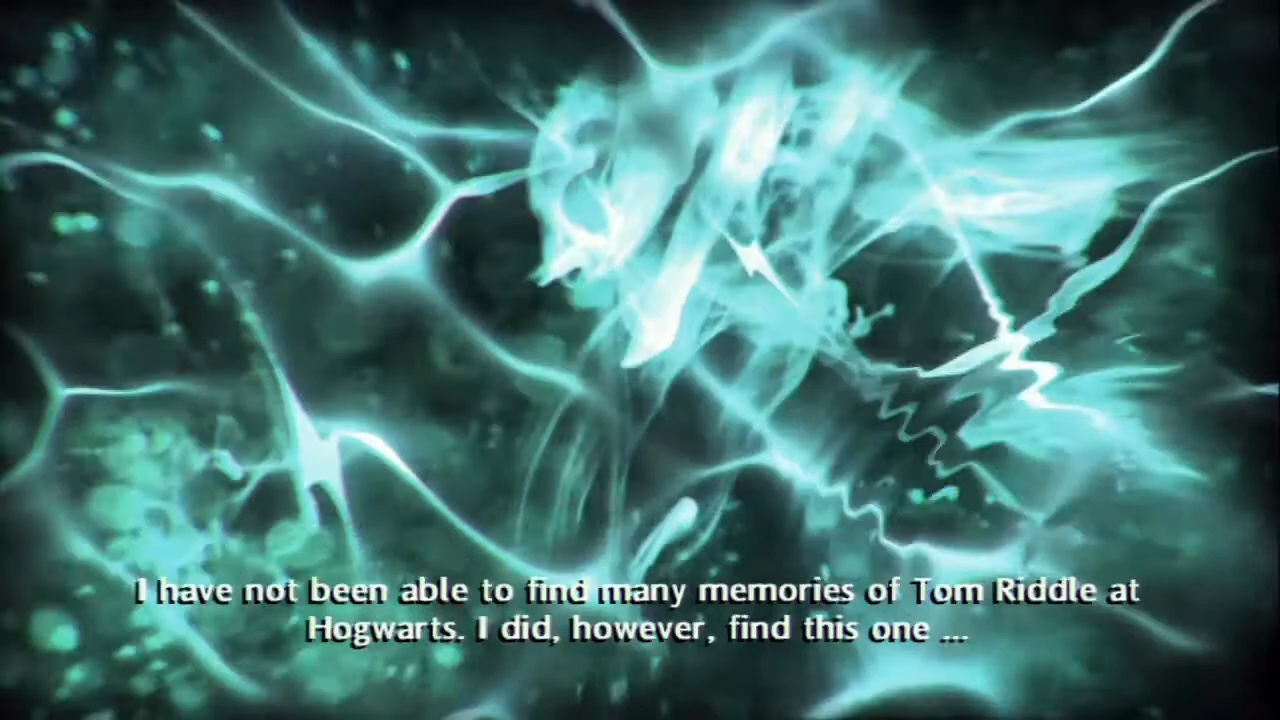 I have not been able to find many memories of Tom Riddle at
Hogwarts. I did, however, find this one ...